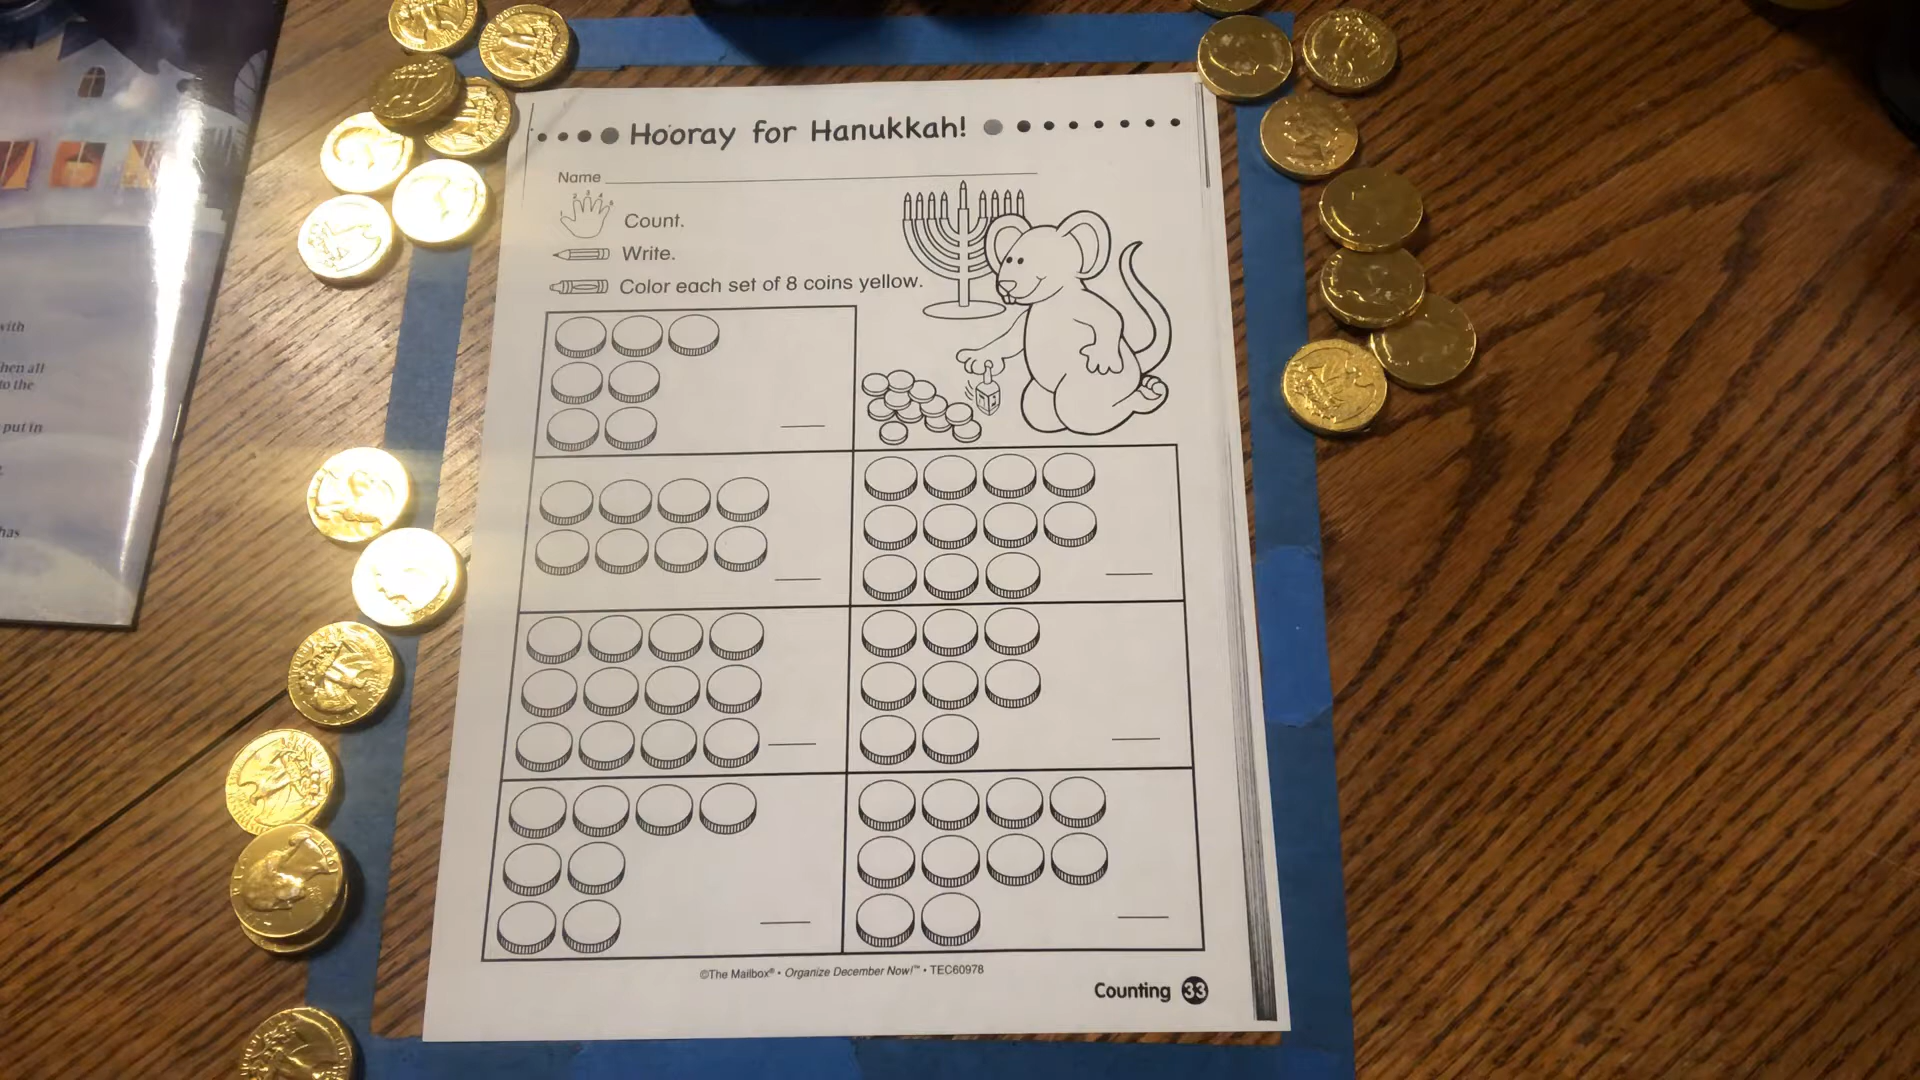 Hooray for Hanukkah!
Name
Count.
Write.
Color each set of 8 coins yellow.
©The Mailbox® • Organize December Now!™ • TEC60978
Counting 33
with
hen all
to the
put in
has